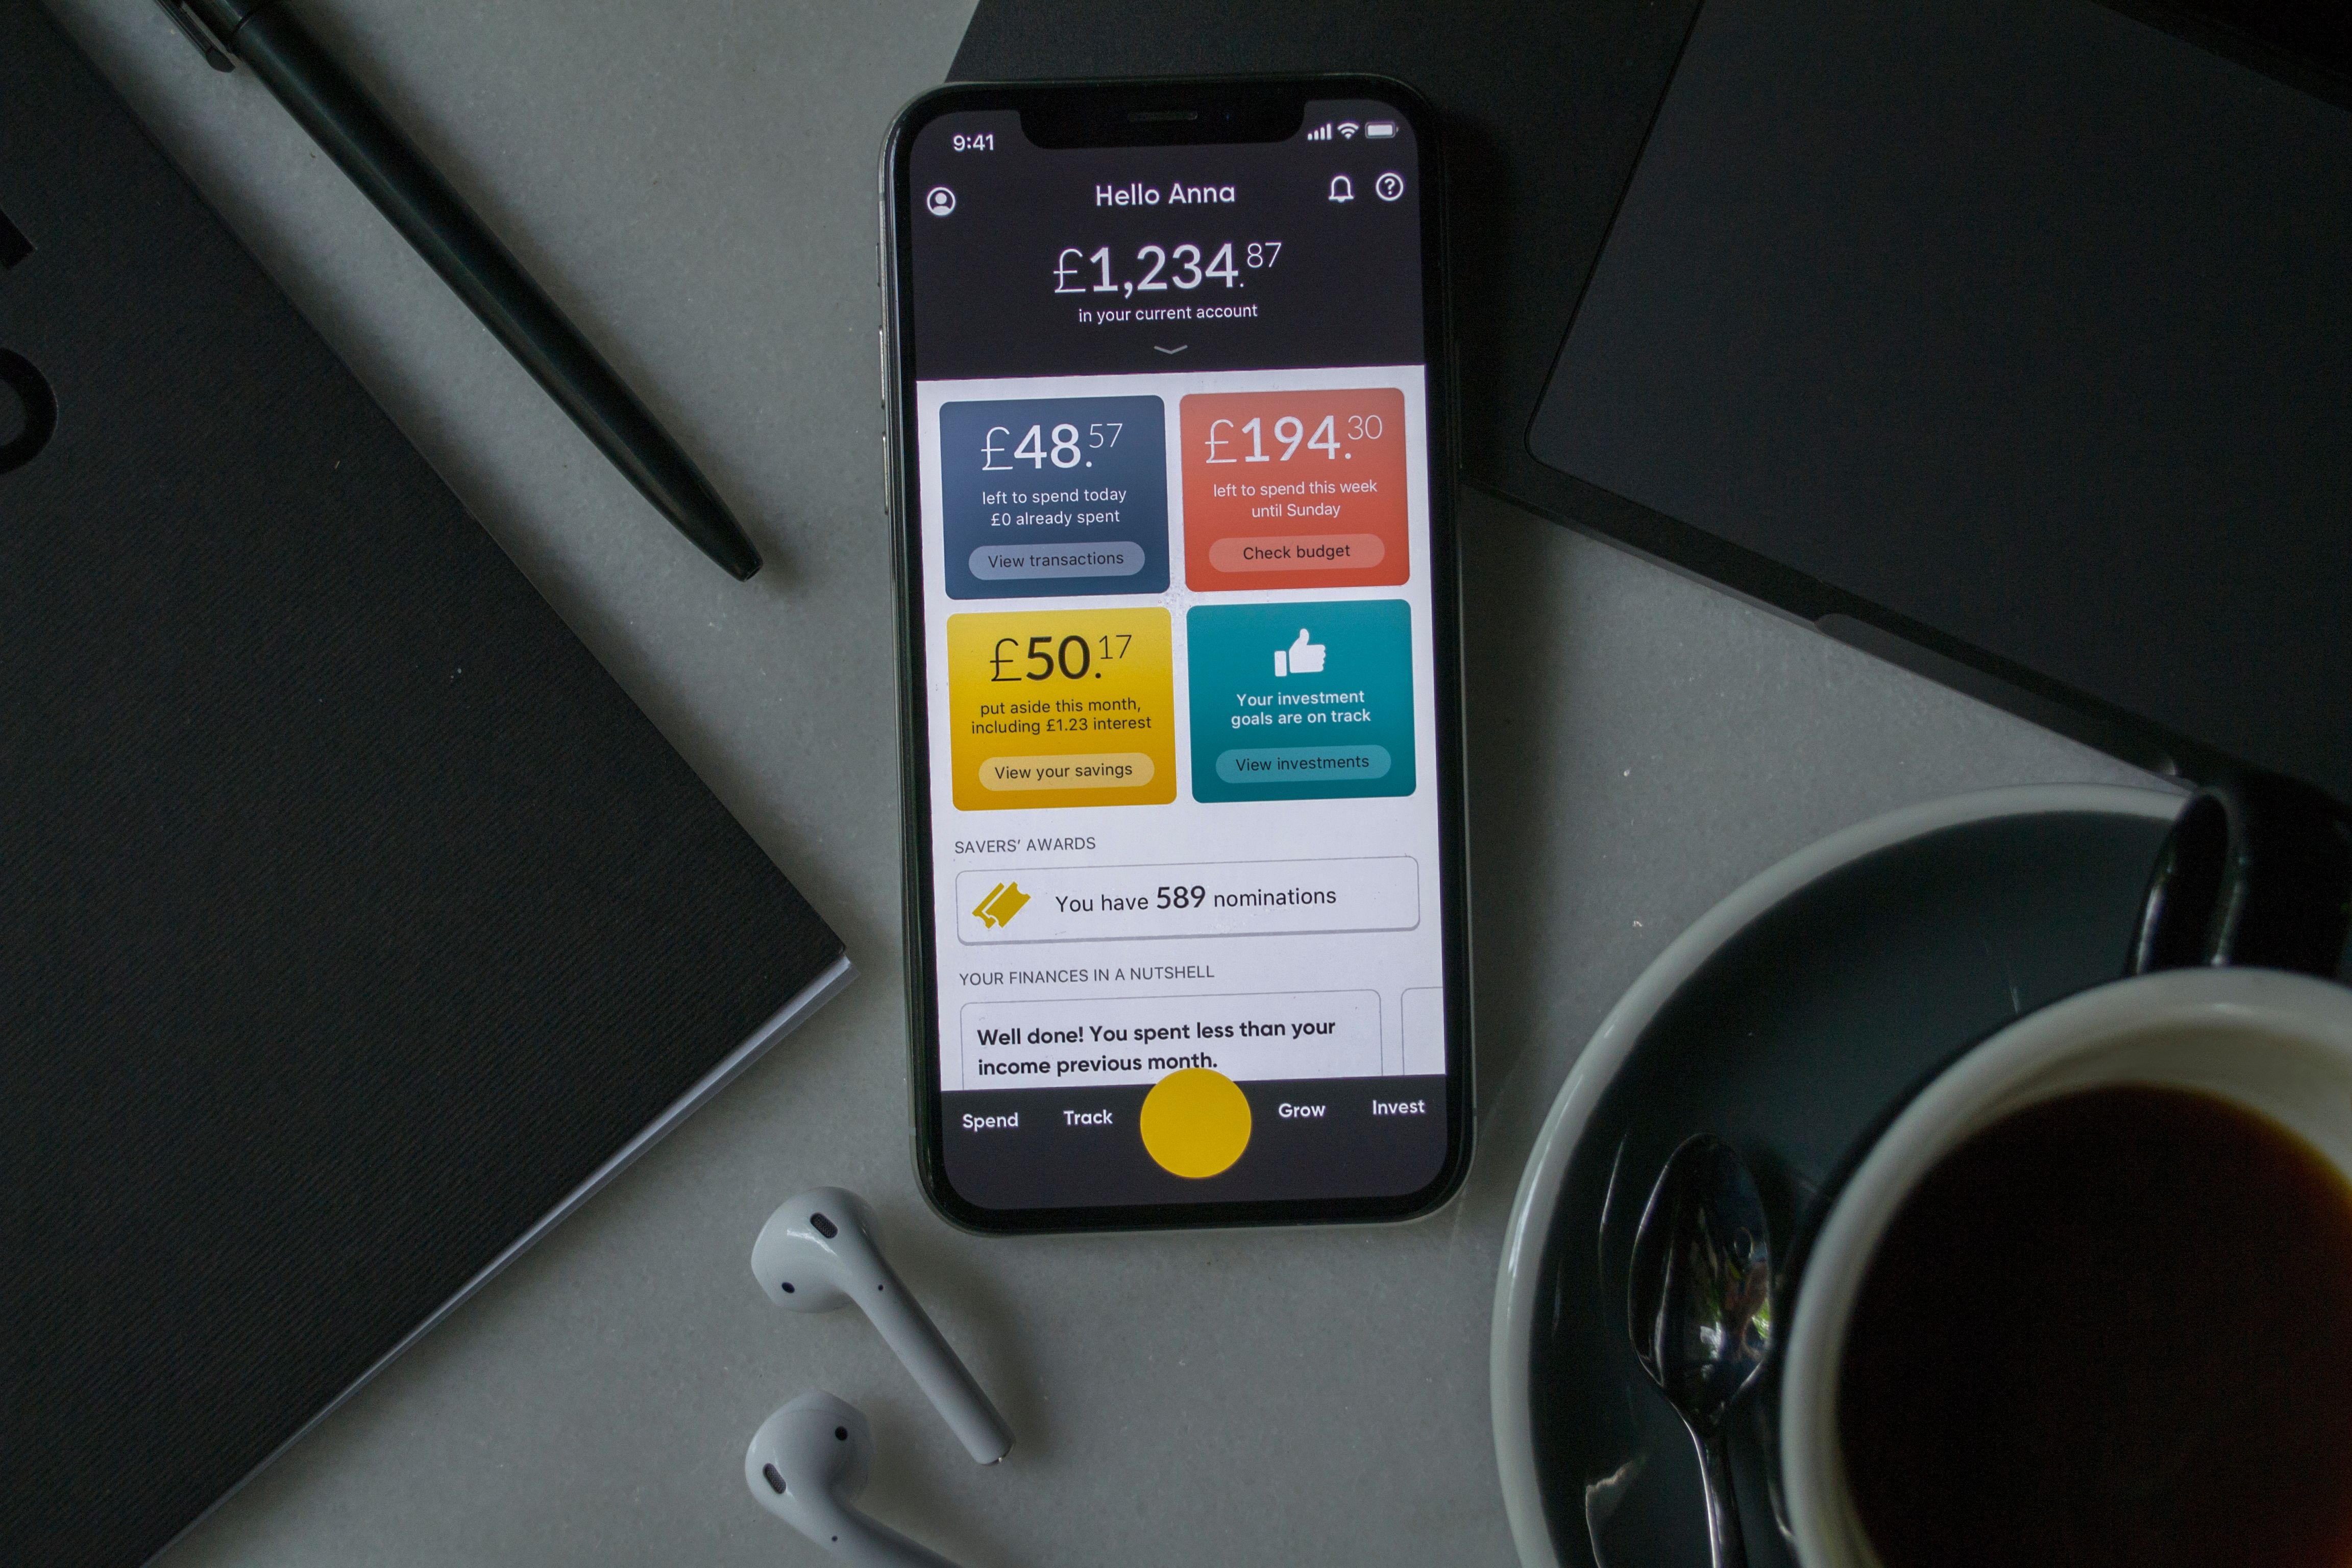 9:41
Hello Anna
£1,234.87
in your current account
£48.57
left to spend today
£0 already spent
View transactions
£194.30
left to spend this week
until Sunday
Check budget
£50.17
put aside this month,
including £1.23 interest
View your savings
Your investment
goals are on track
View investments
SAVERS' AWARDS
You have 589 nominations
YOUR FINANCES IN A NUTSHELL
Well done! You spent less than your
income previous month.
Spend
Track
Grow
Invest